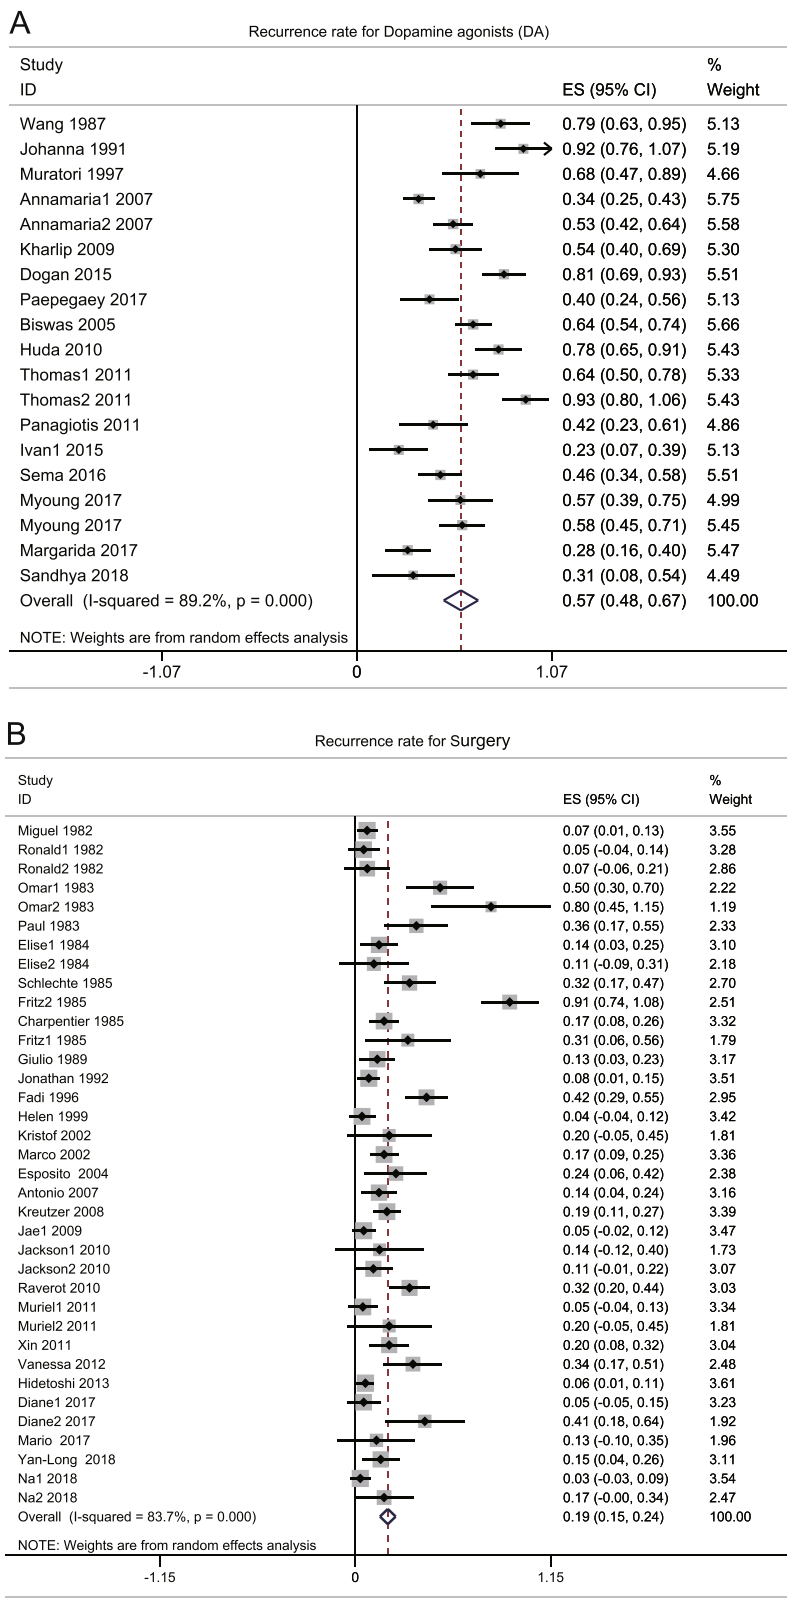 A
Recurrence rate for Dopamine agonists (DA)
Study %
ID ES (95% CI) Weight
Wang 1987 0.79 (0.63, 0.95) 5.13
Johanna 1991 0.92 (0.76, 1.07) 5.19
Muratori 1997 0.68 (0.47, 0.89) 4.66
Annamaria1 2007 0.34 (0.25, 0.43) 5.75
Annamaria2 2007 0.53 (0.42, 0.64) 5.58
Kharlip 2009 0.54 (0.40, 0.69) 5.30
Dogan 2015 0.81 (0.69, 0.93) 5.51
Paepegaey 2017 0.40 (0.24, 0.56) 5.13
Biswas 2005 0.64 (0.54, 0.74) 5.66
Huda 2010 0.78 (0.65, 0.91) 5.43
Thomas1 2011 0.64 (0.50, 0.78) 5.33
Thomas2 2011 0.93 (0.80, 1.06) 5.43
Panagiotis 2011 0.42 (0.23, 0.61) 4.86
Ivan1 2015 0.23 (0.07, 0.39) 5.13
Sema 2016 0.46 (0.34, 0.58) 5.51
Myoung 2017 0.57 (0.39, 0.75) 4.99
Myoung 2017 0.58 (0.45, 0.71) 5.45
Margarida 2017 0.28 (0.16, 0.40) 5.47
Sandhya 2018 0.31 (0.08, 0.54) 4.49
Overall (I-squared = 89.2%, p = 0.000) 0.57 (0.48, 0.67) 100.00
NOTE: Weights are from random effects analysis
-1.07 0 1.07
B
Recurrence rate for Surgery
Study %
ID ES (95% CI) Weight
Miguel 1982 0.07 (0.01, 0.13) 3.55
Ronald1 1982 0.05 (-0.04, 0.14) 3.28
Ronald2 1982 0.07 (-0.06, 0.21) 2.86
Omar1 1983 0.50 (0.30, 0.70) 2.22
Omar2 1983 0.80 (0.45, 1.15) 1.19
Paul 1983 0.36 (0.17, 0.55) 2.33
Elise1 1984 0.14 (0.03, 0.25) 3.10
Elise2 1984 0.11 (-0.09, 0.31) 2.18
Schlechte 1985 0.32 (0.17, 0.47) 2.70
Fritz2 1985 0.91 (0.74, 1.08) 2.51
Charpentier 1985 0.17 (0.08, 0.26) 3.32
Fritz1 1985 0.31 (0.06, 0.56) 1.79
Giulio 1989 0.13 (0.03, 0.23) 3.17
Jonathan 1992 0.08 (0.01, 0.15) 3.51
Fadi 1996 0.42 (0.29, 0.55) 2.95
Helen 1999 0.04 (-0.04, 0.12) 3.42
Kristof 2002 0.20 (-0.05, 0.45) 1.81
Marco 2002 0.17 (0.09, 0.25) 3.36
Esposito 2004 0.24 (0.06, 0.42) 2.38
Antonio 2007 0.14 (0.04, 0.24) 3.16
Kreutzer 2008 0.19 (0.11, 0.27) 3.39
Jae1 2009 0.05 (-0.02, 0.12) 3.47
Jackson1 2010 0.14 (-0.12, 0.40) 1.73
Jackson2 2010 0.11 (-0.01, 0.22) 3.07
Raverot 2010 0.32 (0.20, 0.44) 3.03
Muriel1 2011 0.05 (-0.04, 0.13) 3.34
Muriel2 2011 0.20 (-0.05, 0.45) 1.81
Xin 2011 0.20 (0.08, 0.32) 3.04
Vanessa 2012 0.34 (0.17, 0.51) 2.48
Hidetoshi 2013 0.06 (0.01, 0.11) 3.61
Diane1 2017 0.05 (-0.05, 0.15) 3.23
Diane2 2017 0.41 (0.18, 0.64) 1.92
Mario 2017 0.13 (-0.10, 0.35) 1.96
Yan-Long 2018 0.15 (0.04, 0.26) 3.11
Na1 2018 0.03 (-0.03, 0.09) 3.54
Na2 2018 0.17 (-0.00, 0.34) 2.47
Overall (I-squared = 83.7%, p = 0.000) 0.19 (0.15, 0.24) 100.00
NOTE: Weights are from random effects analysis
-1.15 0 1.15